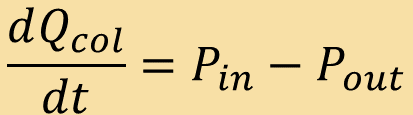 dQ_col/dt = P_in − P_out